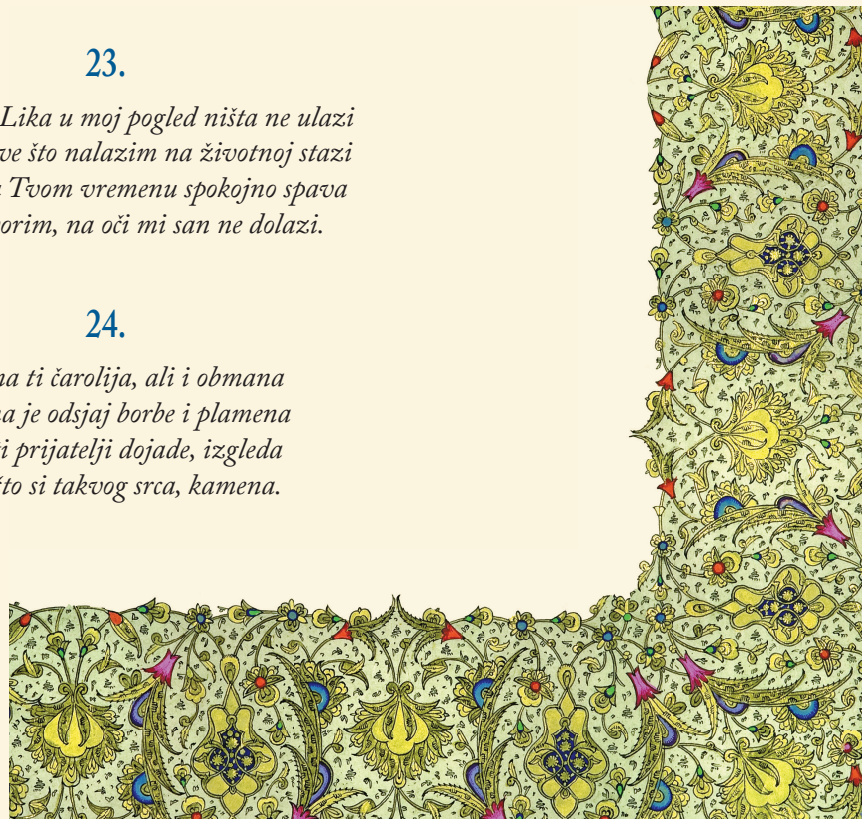 23.
Lika u moj pogled ništa ne ulazi
ve što nalazim na životnoj stazi
Tvom vremenu spokojno spava
orim, na oči mi san ne dolazi.
24.
na ti čarolija, ali i obmana
a je odsjaj borbe i plamena
i prijatelji dojade, izgleda
što si takvog srca, kamena.